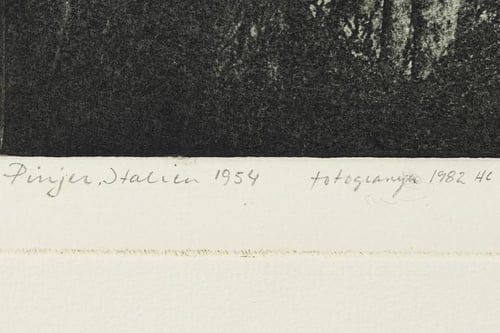 Pinjer, Italien 1954 fotogravyr 1982 HC